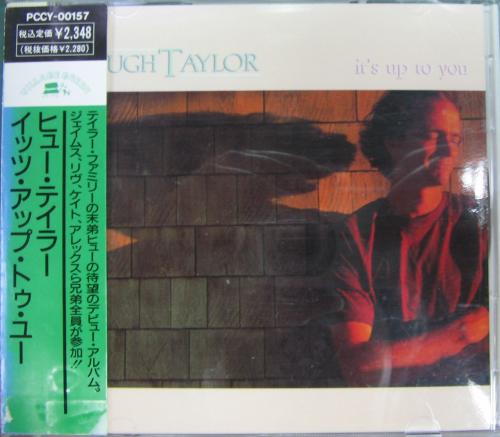 PCCY-00157
税込定価 ¥2,348
(税抜価格¥2,280)
UGH TAYLOR
it's up to you
テイラー・ファミリーの末弟ヒューの待望のデビュー・アルバム。
ジェイムス、リヴ、ケイト、アレックスら兄弟全員が参加!!
ヒュー・テイラー
イッツ・アップ・トゥ・ユー